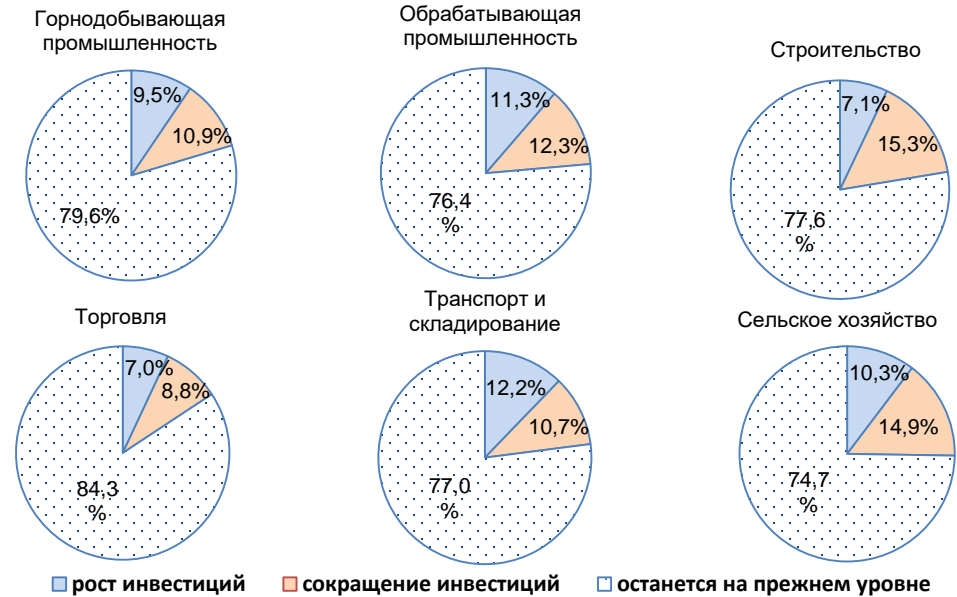 Горнодобывающая
промышленность
9,5%
10,9%
79,6%
Обрабатывающая
промышленность
11,3%
12,3%
76,4
%
Строительство
7,1%
15,3%
77,6
%
Торговля
7,0%
8,8%
84,3
%
Транспорт и
складирование
12,2%
10,7%
77,0
%
Сельское хозяйство
10,3%
14,9%
74,7
%
рост инвестиций
сокращение инвестиций
останется на прежнем уровне